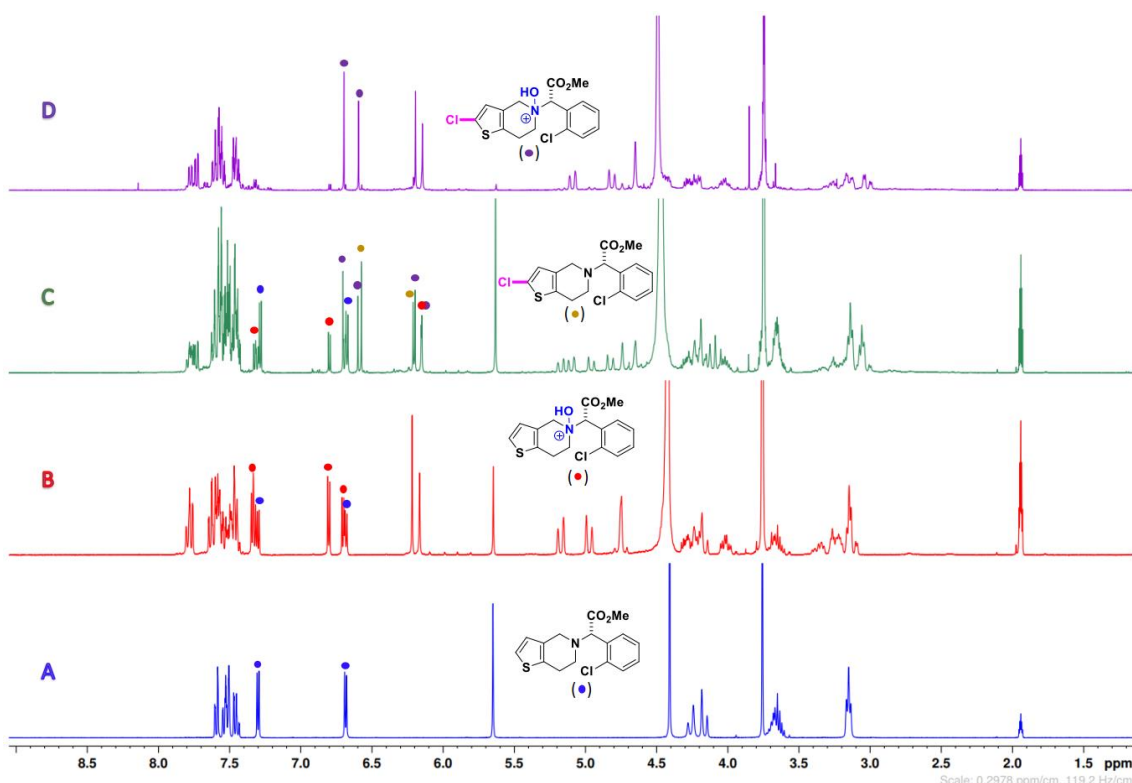 D
HO
CO₂Me
N
+
Cl
S
Cl
(●)
C
CO₂Me
N
Cl
S
Cl
(●)
B
HO
CO₂Me
N
+
S
Cl
(●)
A
CO₂Me
N
S
Cl
(●)
8.5 8.0 7.5 7.0 6.5 6.0 5.5 5.0 4.5 4.0 3.5 3.0 2.5 2.0 1.5 ppm
Scale: 0.2978 ppm/cm, 119.2 Hz/cm